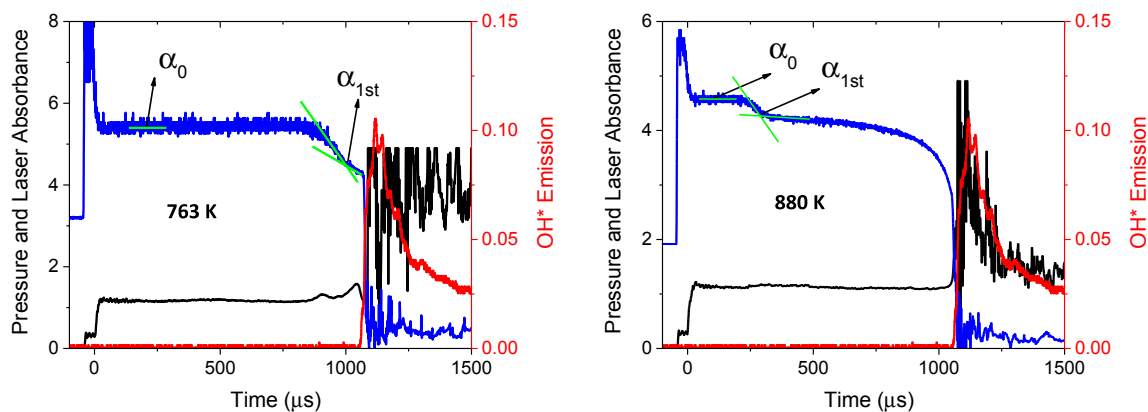 Pressure and Laser Absorbance
8
6
4
2
0
α0
α1st
763 K
0
500
1000
1500
Time (μs)
0.15
0.10
0.05
0.00
OH* Emission
Pressure and Laser Absorbance
6
4
2
0
α0
α1st
880 K
0
500
1000
1500
Time (μs)
0.15
0.10
0.05
0.00
OH* Emission